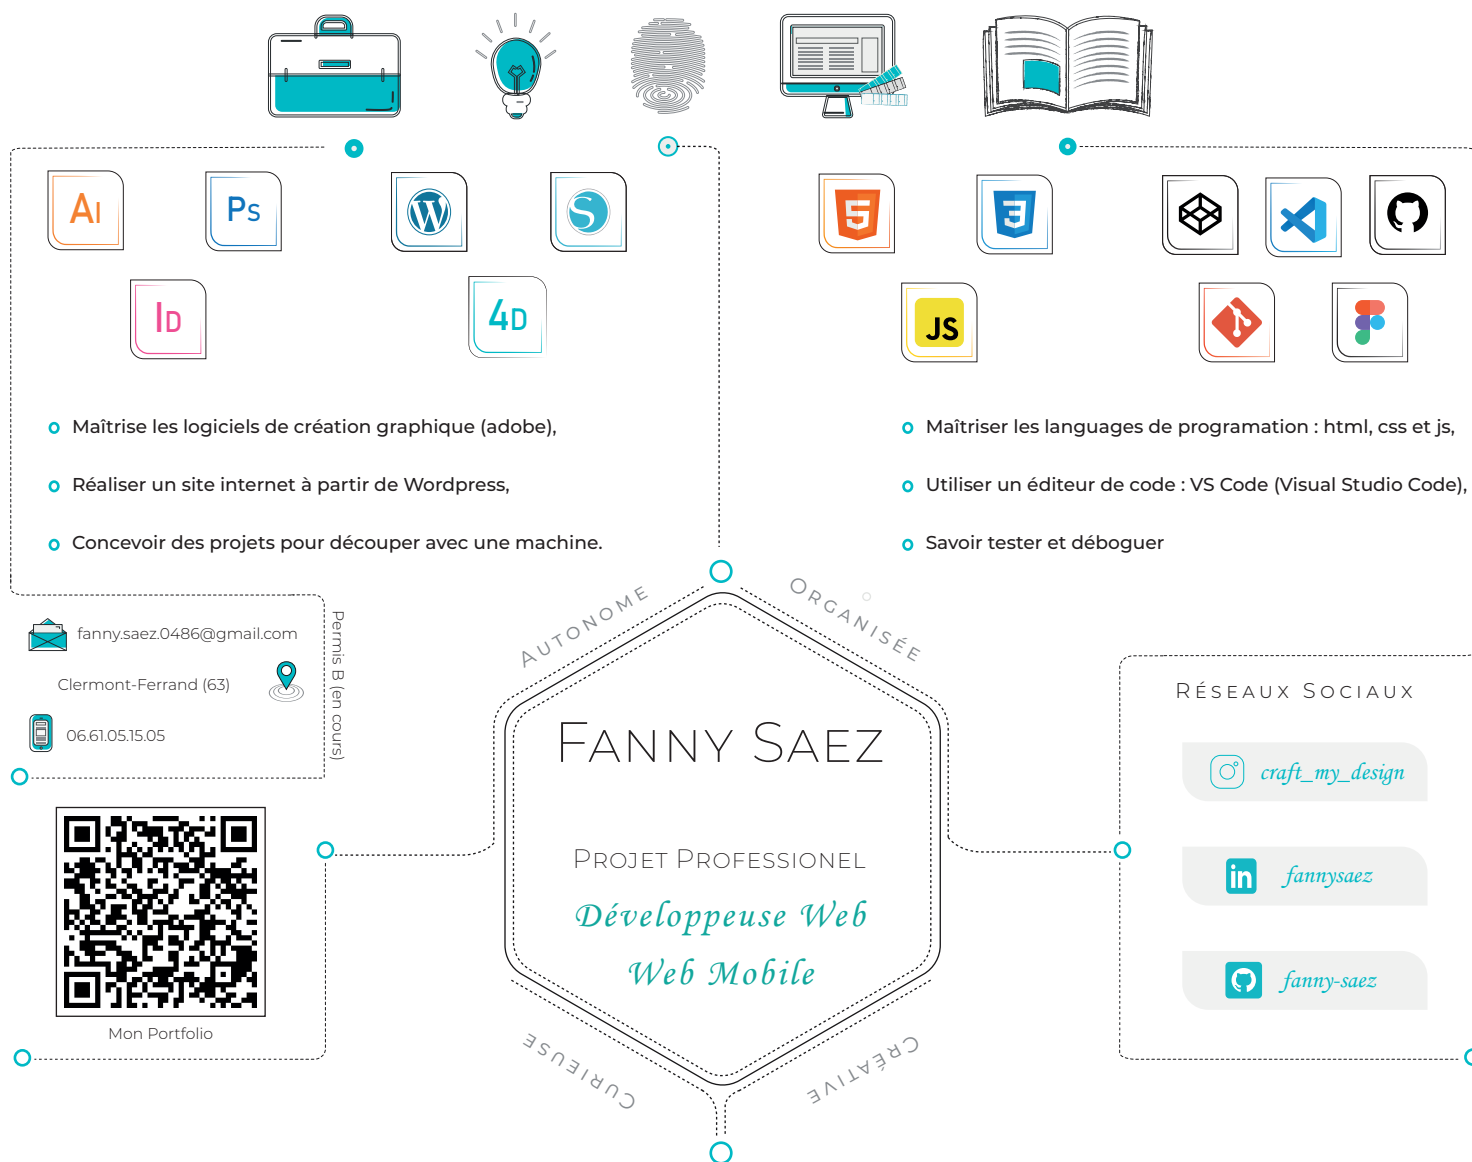 AI
PS
S
5
3
ID
4D
JS
Maîtrise les logiciels de création graphique (adobe),
Réaliser un site internet à partir de Wordpress,
Concevoir des projets pour découper avec une machine.
Maîtriser les languages de programation : html, css et js,
Utiliser un éditeur de code : VS Code (Visual Studio Code),
Savoir tester et déboguer
fanny.saez.0486@gmail.com
Clermont-Ferrand (63)
06.61.05.15.05
Permis B (en cours)
Mon Portfolio
AUTONOME
ORGANISÉE
FANNY SAEZ
PROJET PROFESSIONEL
Développeuse Web
Web Mobile
CURIEUSE
CRÉATIVE
RÉSEAUX SOCIAUX
craft_my_design
in fannysaez
fanny-saez